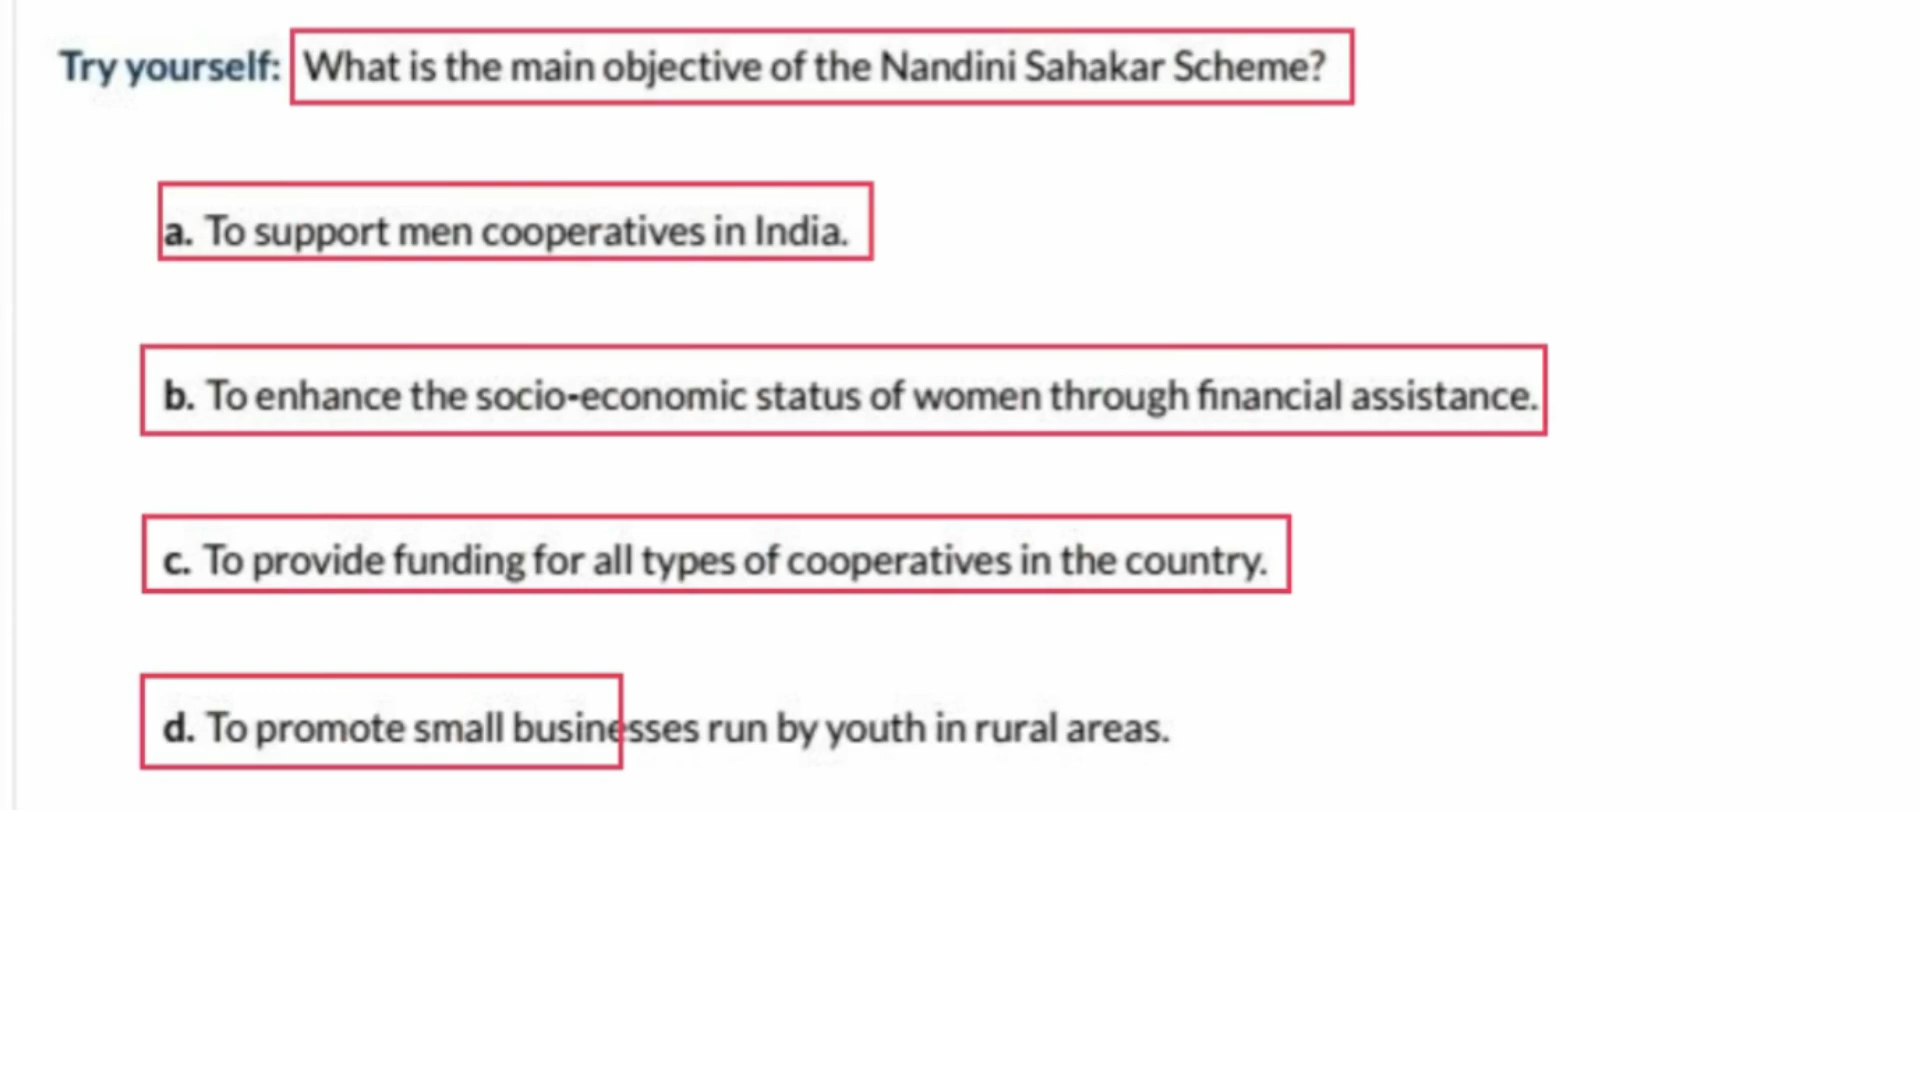 Try yourself: What is the main objective of the Nandini Sahakar Scheme?
a. To support men cooperatives in India.
b. To enhance the socio-economic status of women through financial assistance.
c. To provide funding for all types of cooperatives in the country.
d. To promote small businesses run by youth in rural areas.